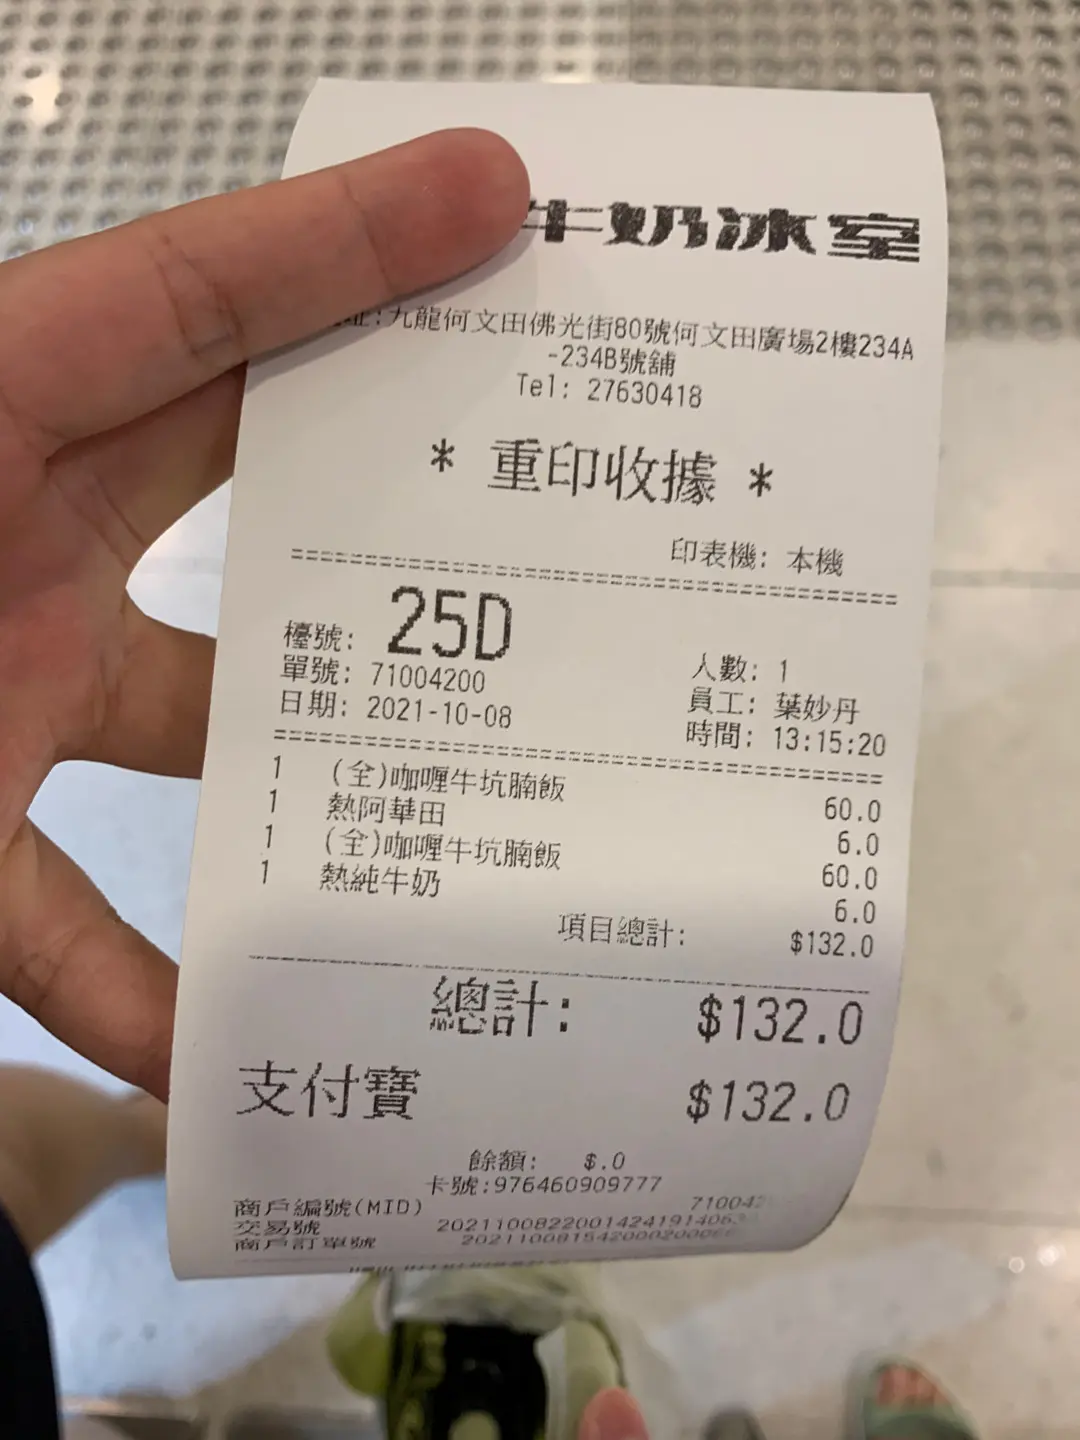 牛奶冰室
址:九龍何文田佛光街80號何文田廣場2樓234A
-234B號舖
Tel: 27630418
* 重印收據 *
印表機: 本機
檯號: 25D
單號: 71004200 人數: 1
日期: 2021-10-08 員工: 葉妙丹
時間: 13:15:20
1 (全)咖喱牛坑腩飯 60.0
1 熱阿華田 6.0
1 (全)咖喱牛坑腩飯 60.0
1 熱純牛奶 6.0
項目總計: $132.0
總計: $132.0
支付寶 $132.0
餘額: $.0
卡號:976460909777
商戶編號(MID)
交易號
商戶訂單號